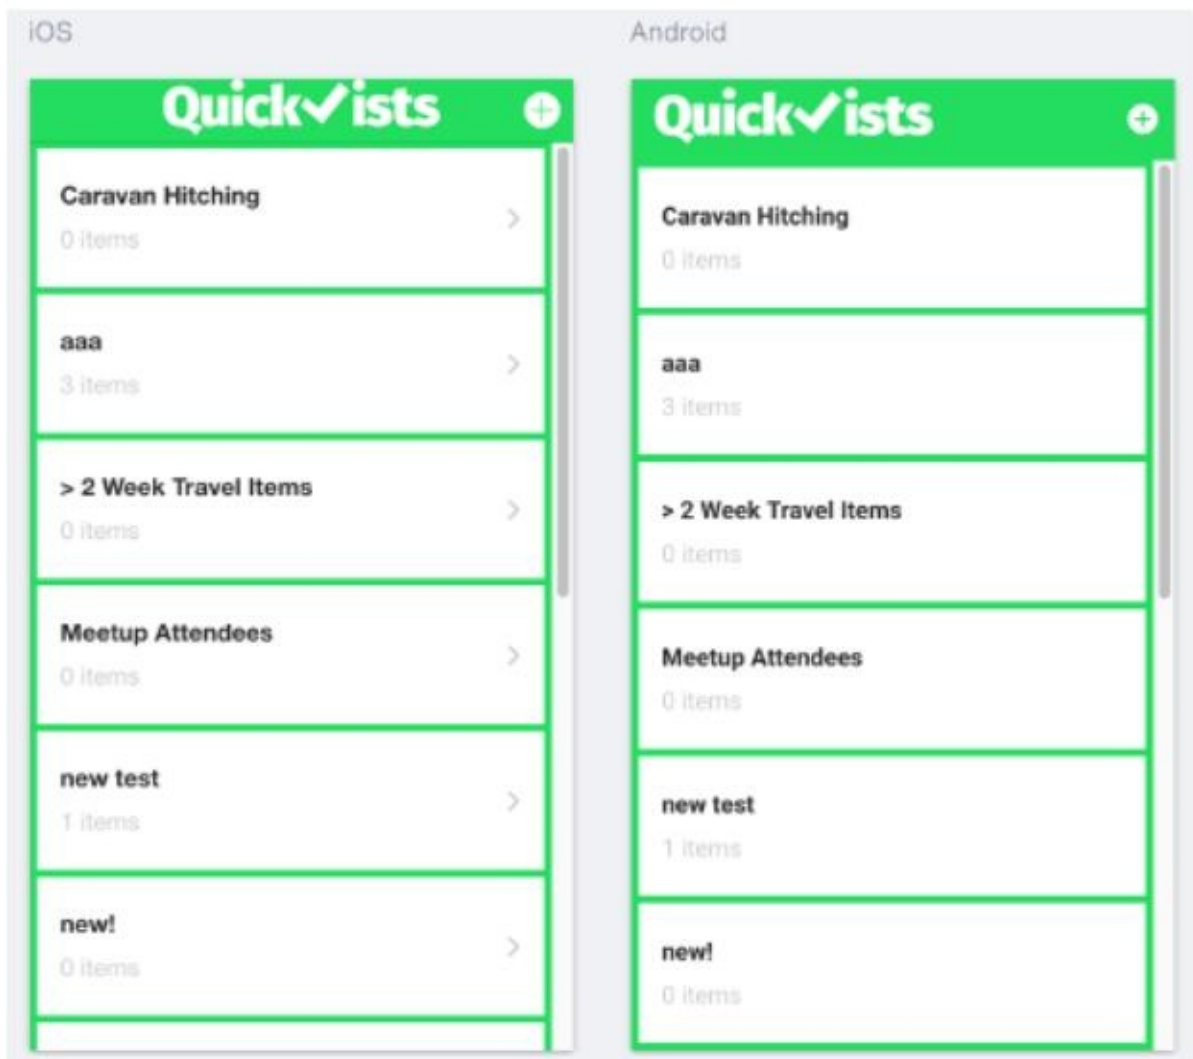 iOS
Quick✓ists
Caravan Hitching
0 items
aaa
3 items
> 2 Week Travel Items
0 items
Meetup Attendees
0 items
new test
1 items
new!
0 items
Android
Quick✓ists
Caravan Hitching
0 items
aaa
3 items
> 2 Week Travel Items
0 items
Meetup Attendees
0 items
new test
1 items
new!
0 items